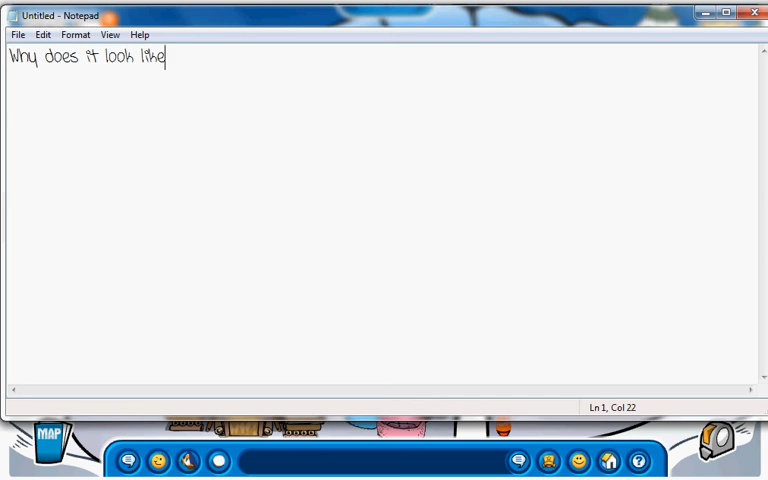 Untitled - Notepad
File Edit Format View Help
Why does it look like
Ln 1, Col 22
MAP
?